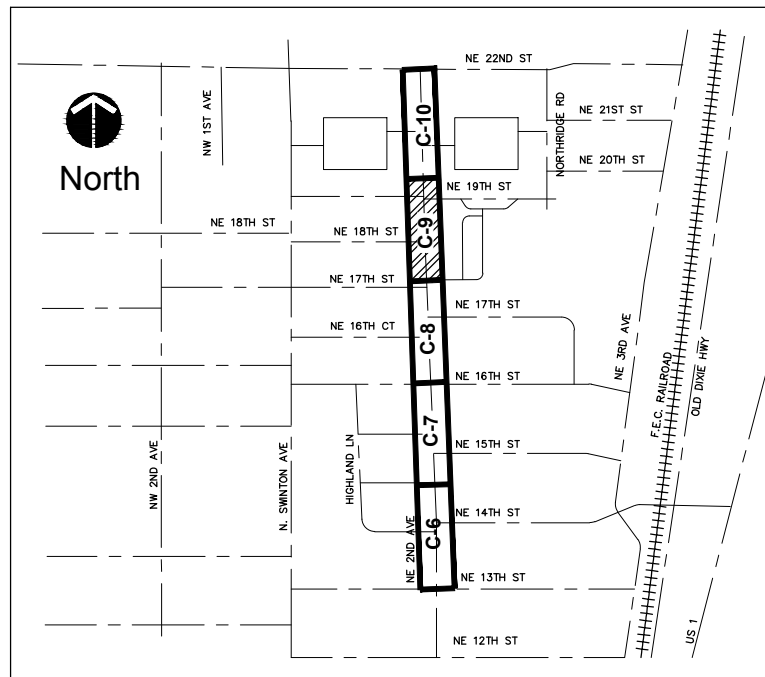 NE 22ND ST
NW 1ST AVE
C-10
NORTHRIDGE RD
NE 21ST ST
NE 20TH ST
North
NE 19TH ST
NE 18TH ST
NE 18TH ST
C-9
NE 17TH ST
NE 17TH ST
NE 16TH CT
C-8
NE 3RD AVE
F.E.C. RAILROAD
OLD DIXIE HWY
NE 16TH ST
NW 2ND AVE
N. SWINTON AVE
HIGHLAND LN
C-7
NE 15TH ST
NE 14TH ST
NE 2ND AVE
C-6
NE 13TH ST
US 1
NE 12TH ST